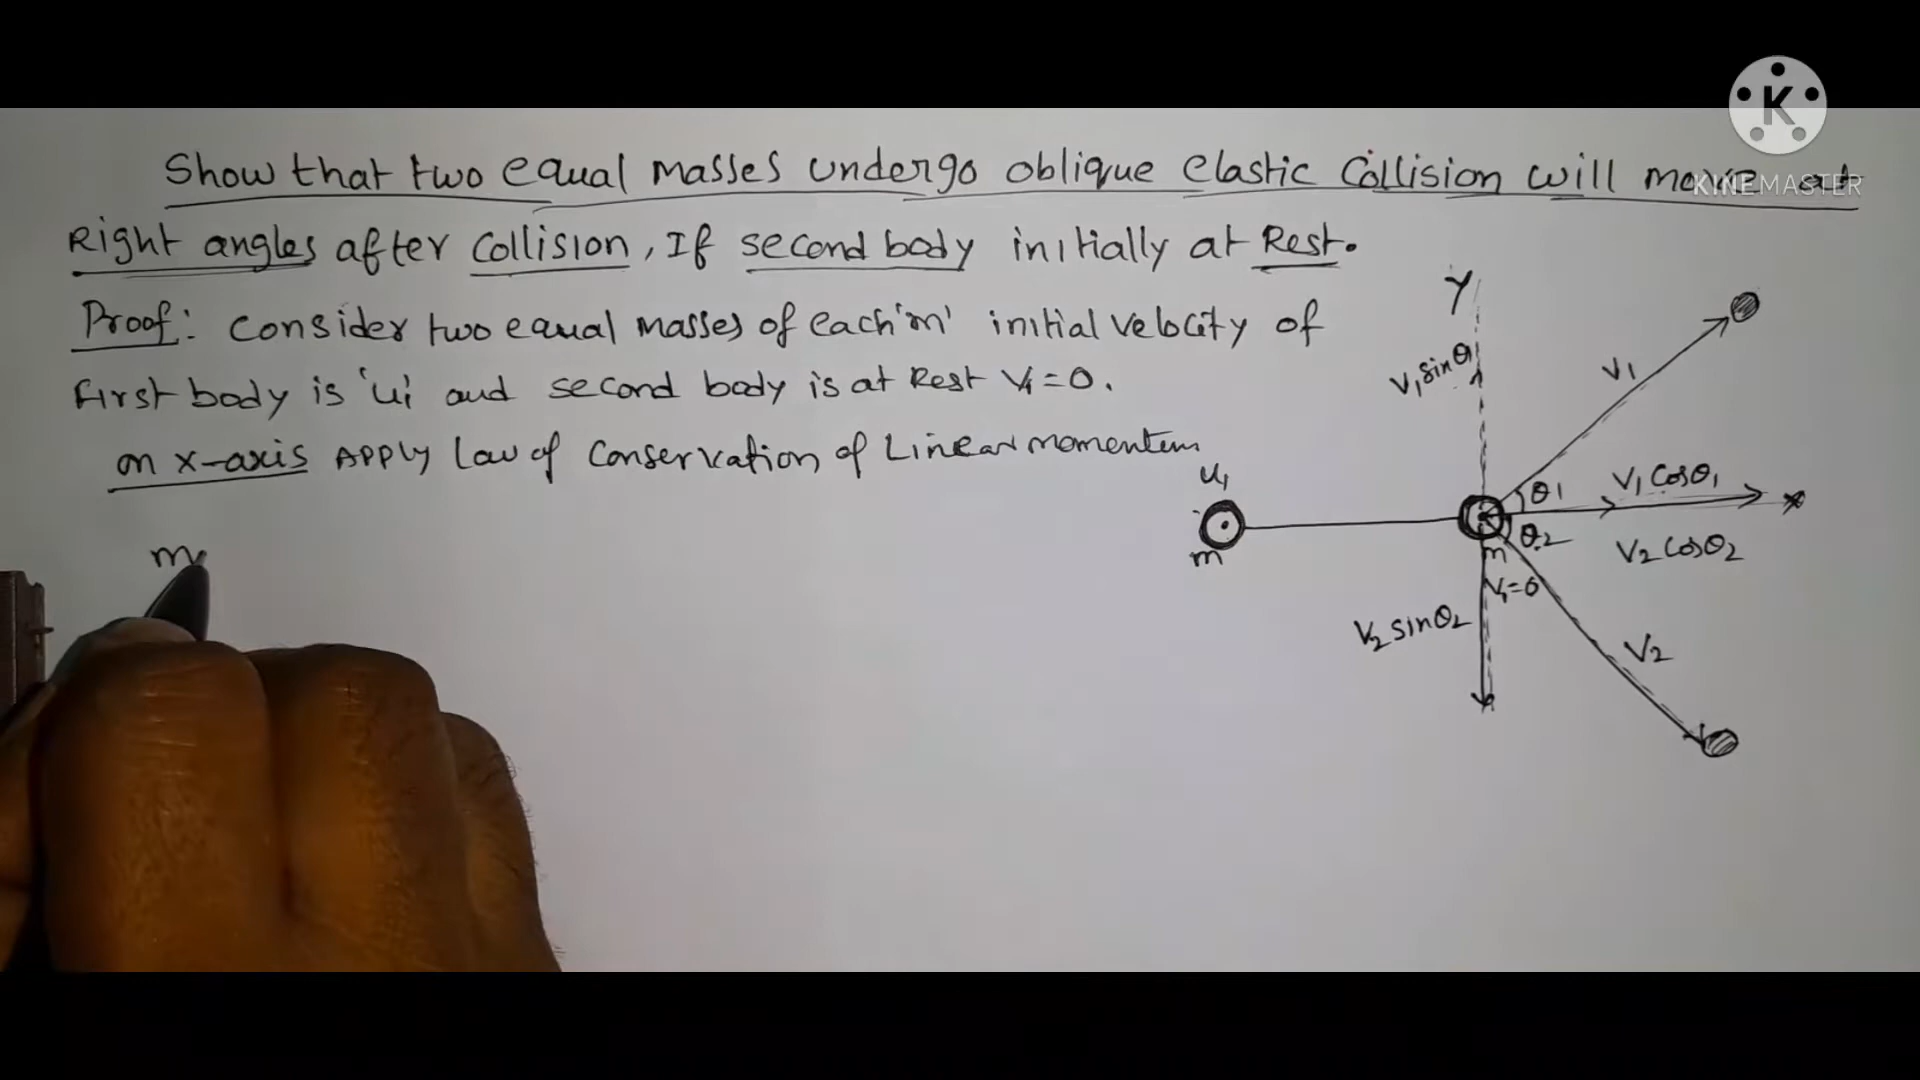 K
KINEMASTER
Show that two equal masses undergo oblique elastic Collision will move at
Right angles after Collision, If second body initially at Rest.
Proof: Consider two equal masses of each 'm' initial velocity of
First body is 'u' and second body is at Rest V1=0.
on x-axis APPly Law of Conservation of Linear momentum
m
u1
m
Y
V1 sinθ1
V1
θ1
V1 Cosθ1
x
θ2
V2 Cosθ2
m
V1=0
V2 sinθ2
V2